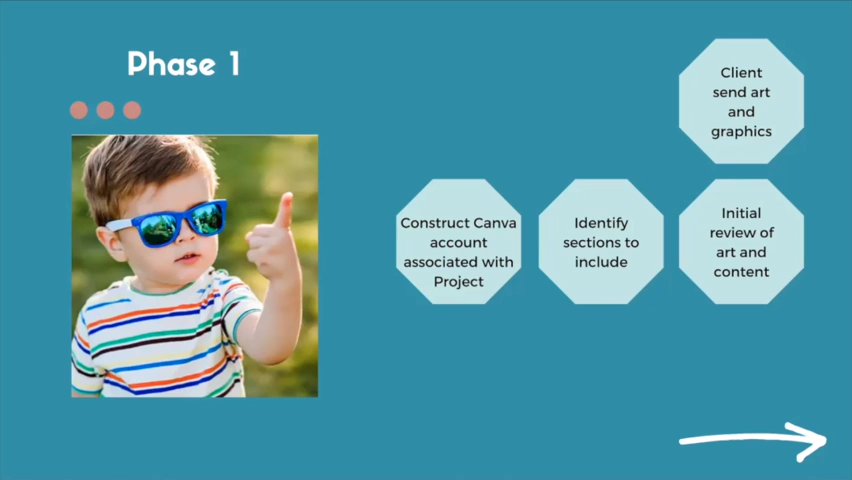 Phase 1
Client
send art
and
graphics
Construct Canva
account
associated with
Project
Identify
sections to
include
Initial
review of
art and
content